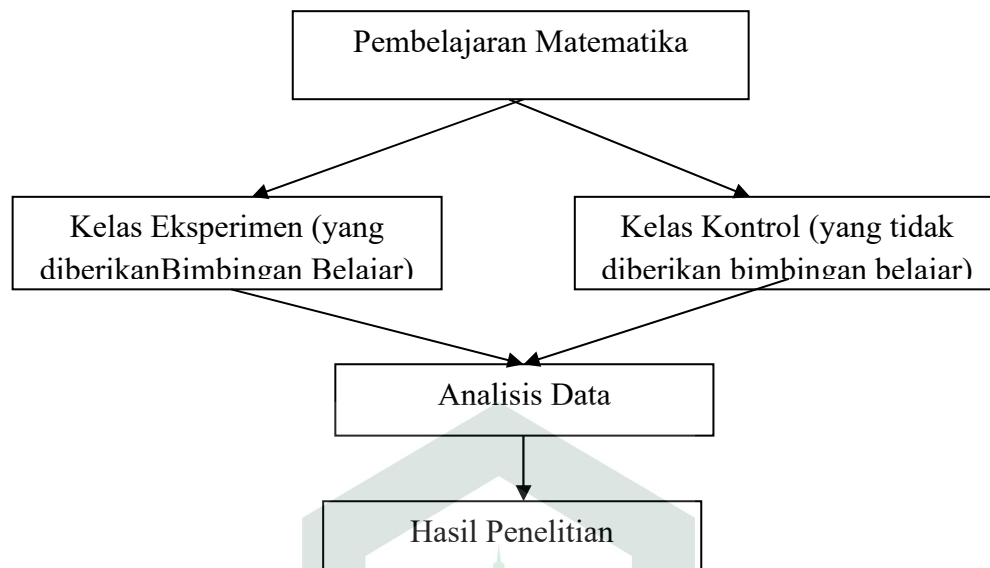 Pembelajaran Matematika
Kelas Eksperimen (yang
diberikanBimbingan Belajar)
Kelas Kontrol (yang tidak
diberikan bimbingan belajar)
Analisis Data
Hasil Penelitian